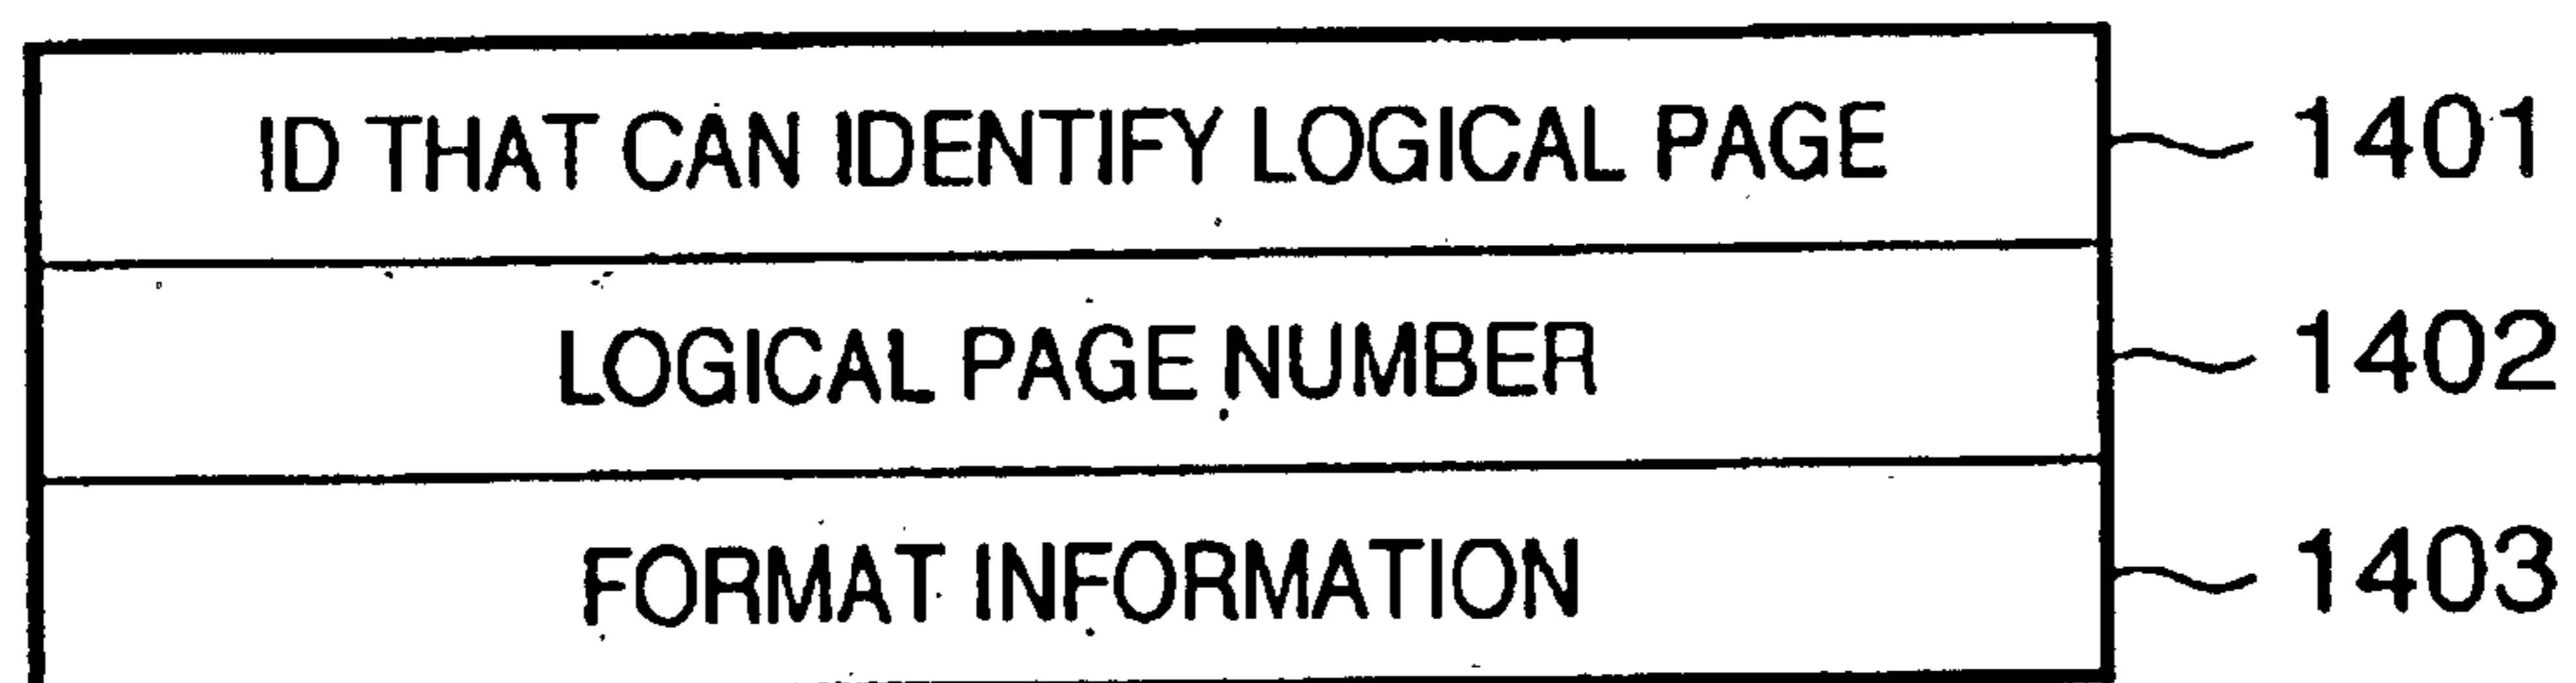 ID THAT CAN IDENTIFY LOGICAL PAGE 1401
LOGICAL PAGE NUMBER 1402
FORMAT INFORMATION 1403